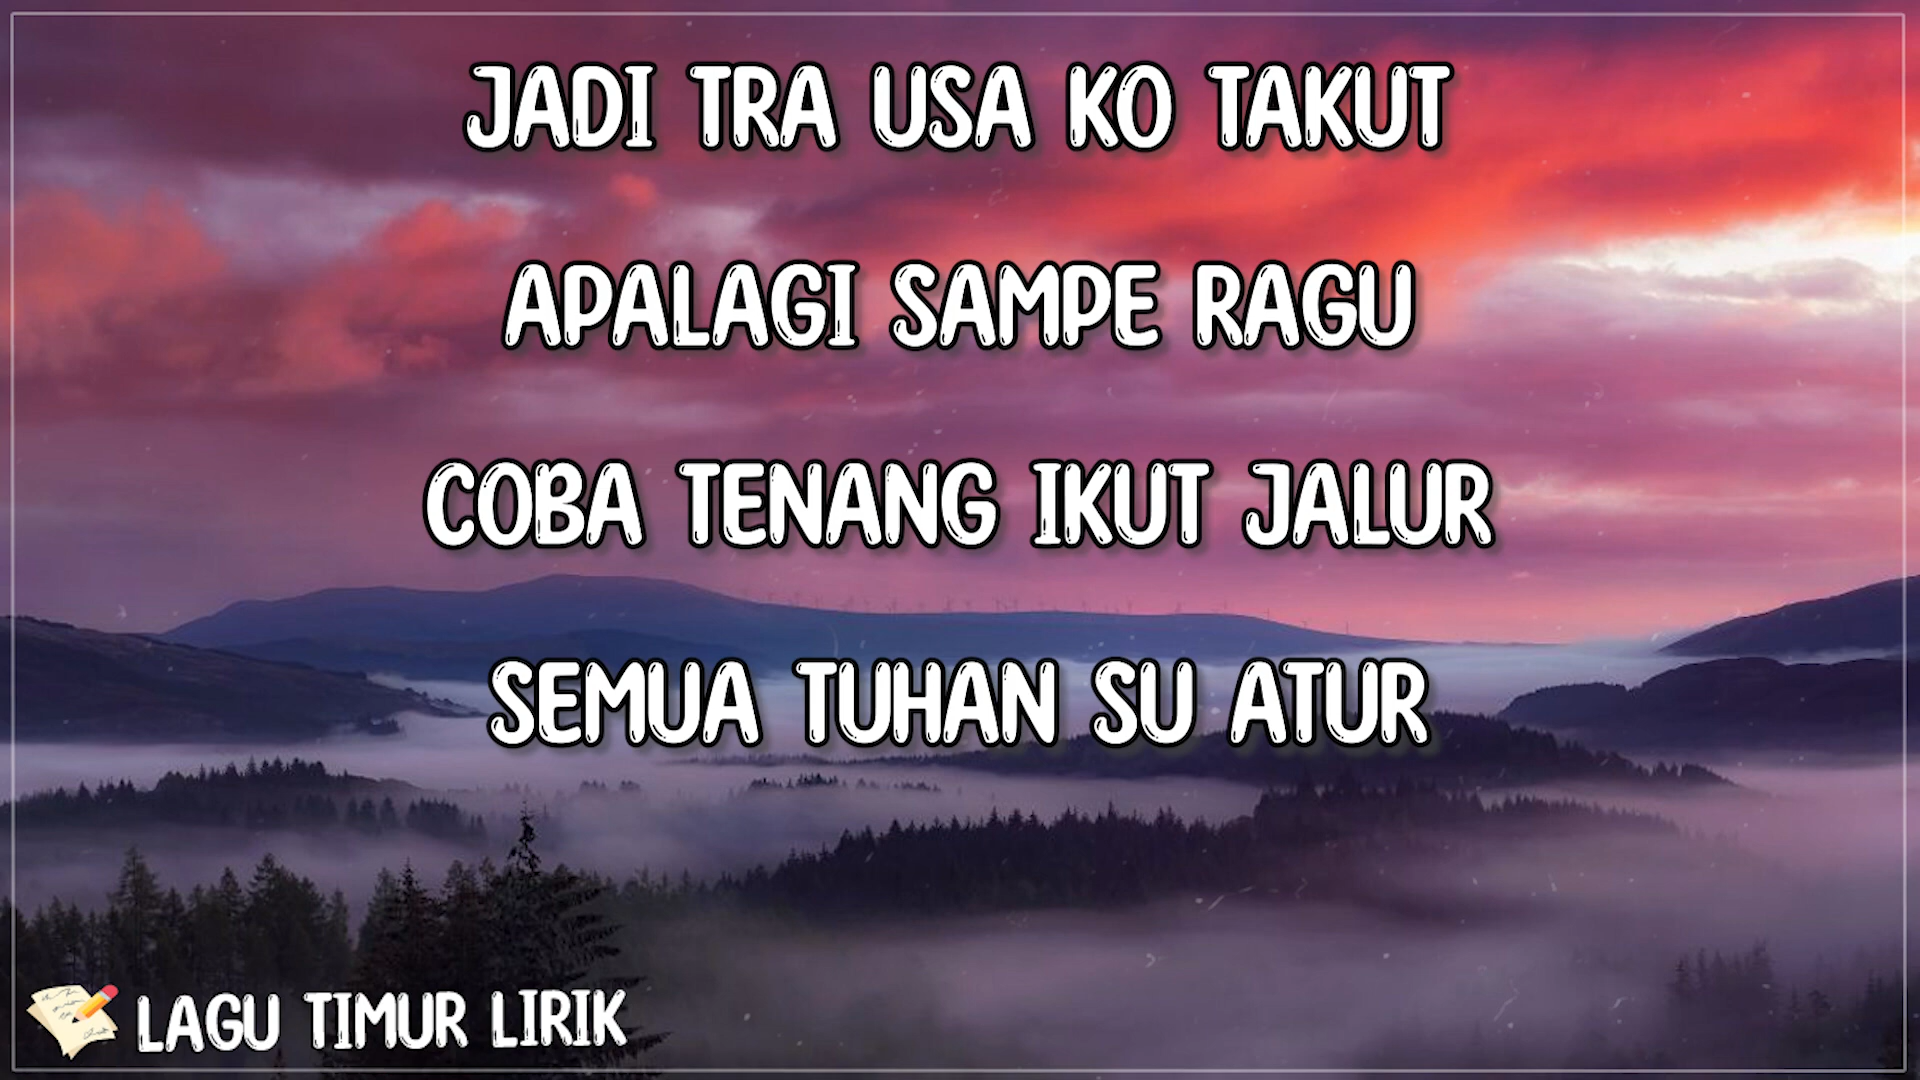 JADI TRA USA KO TAKUT
APALAGI SAMPE RAGU
COBA TENANG IKUT JALUR
SEMUA TUHAN SU ATUR
LAGU TIMUR LIRIK